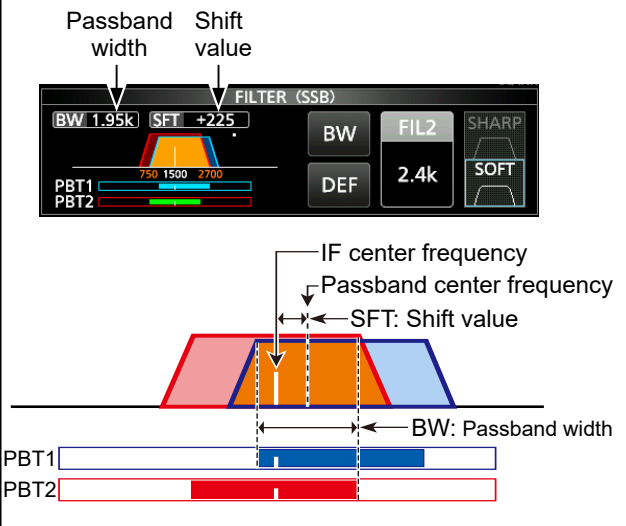 Passband width
Shift value
FILTER (SSB)
BW 1.95k
SFT +225
BW
FIL2
SHARP
750 1500 2700
2.4k
SOFT
DEF
PBT1
PBT2
IF center frequency
Passband center frequency
SFT: Shift value
BW: Passband width
PBT1
PBT2